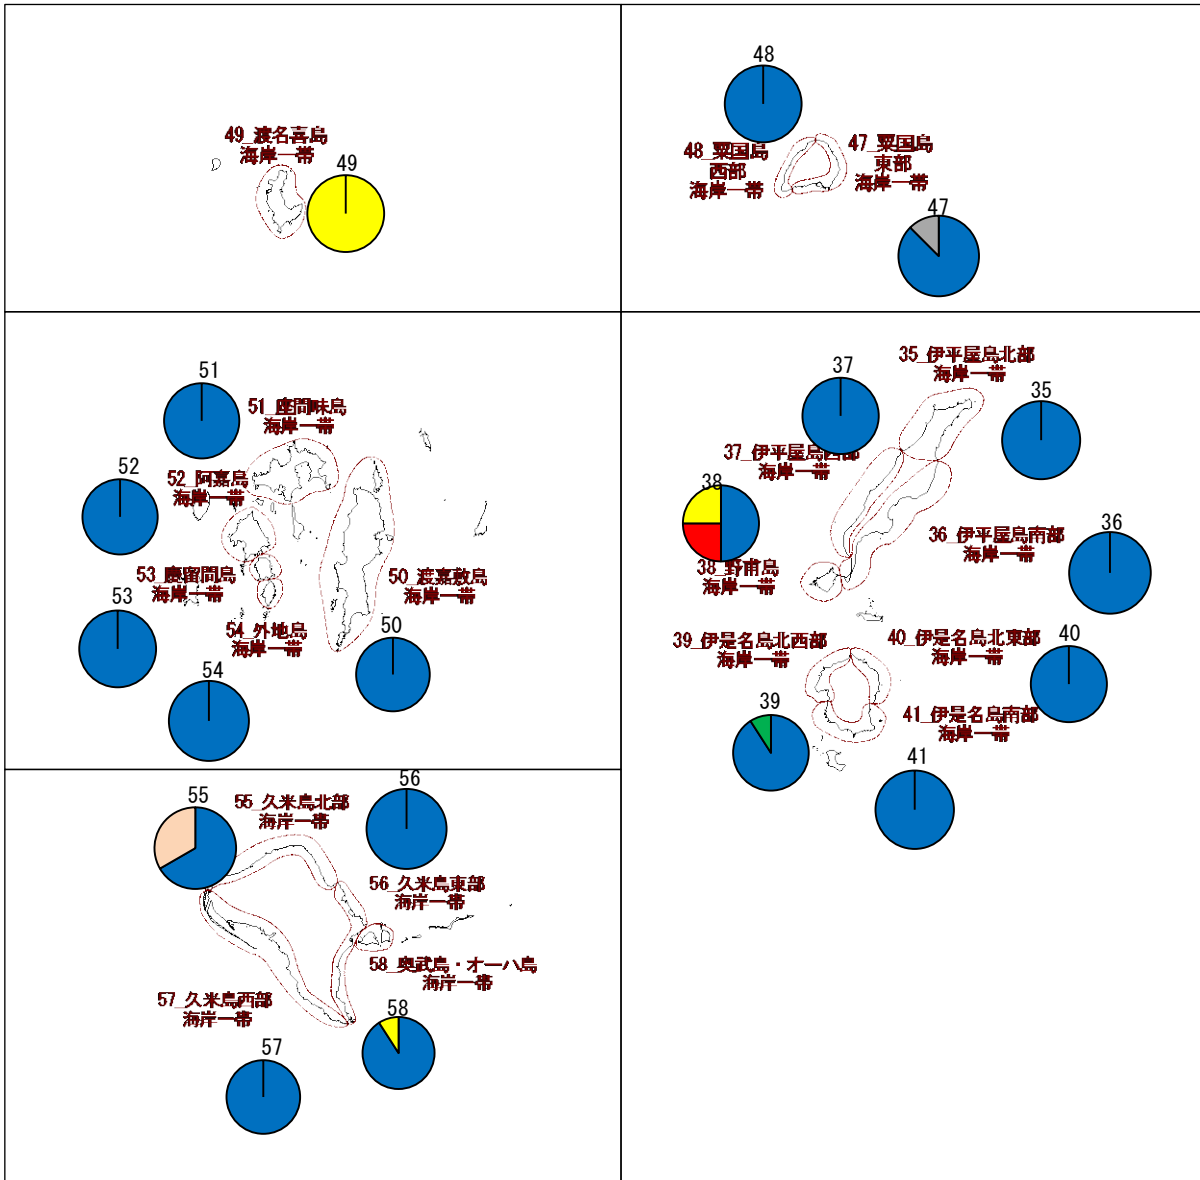 49_渡名喜島
海岸一帯
49
48
48_粟国島
西部
海岸一帯
47_粟国島
東部
海岸一帯
47
51
51_座間味島
海岸一帯
52
52_阿嘉島
海岸一帯
53_慶留間島
海岸一帯
53
54_外地島
海岸一帯
54
50_渡嘉敷島
海岸一帯
50
35_伊平屋島北部
海岸一帯
35
37
37_伊平屋島西部
海岸一帯
38
38_野甫島
海岸一帯
36
36_伊平屋島南部
海岸一帯
39_伊是名島北西部
海岸一帯
39
40_伊是名島北東部
海岸一帯
40
41_伊是名島南部
海岸一帯
41
55
55_久米島北部
海岸一帯
56
56_久米島東部
海岸一帯
58_奥武島・オーハ島
海岸一帯
58
57_久米島西部
海岸一帯
57